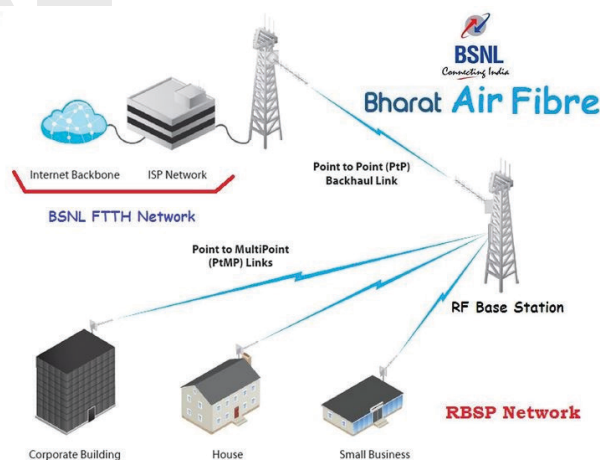 BSNL
Connecting India
Bharat Air Fibre
Internet Backbone
ISP Network
BSNL FTTH Network
Point to Point (PtP)
Backhaul Link
Point to MultiPoint
(PtMP) Links
RF Base Station
RBSP Network
Corporate Building
House
Small Business